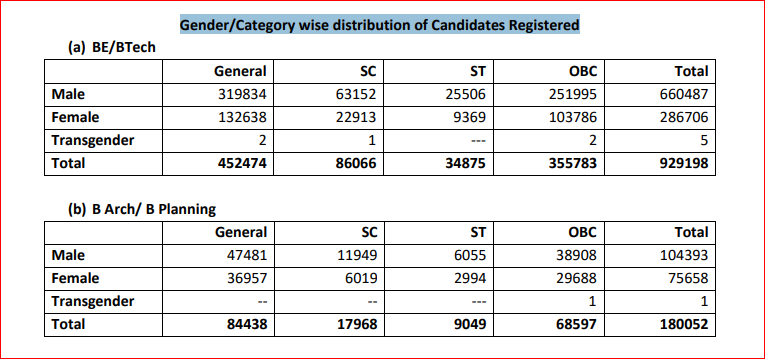 Gender/Category wise distribution of Candidates Registered
(a) BE/BTech
General SC ST OBC Total
Male 319834 63152 25506 251995 660487
Female 132638 22913 9369 103786 286706
Transgender 2 1 --- 2 5
Total 452474 86066 34875 355783 929198
(b) B Arch/ B Planning
General SC ST OBC Total
Male 47481 11949 6055 38908 104393
Female 36957 6019 2994 29688 75658
Transgender -- -- --- 1 1
Total 84438 17968 9049 68597 180052